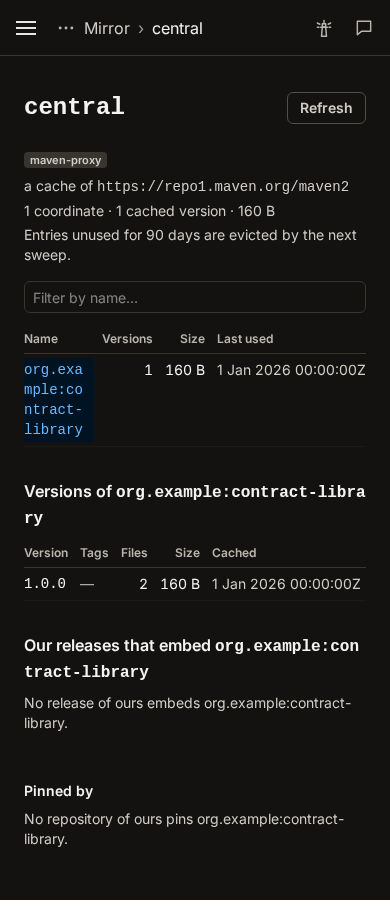 ··· Mirror › central
central
Refresh
maven-proxy
a cache of https://repo1.maven.org/maven2
1 coordinate · 1 cached version · 160 B
Entries unused for 90 days are evicted by the next
sweep.
Filter by name...
Name Versions Size Last used
org.exa
mple:co
ntract-
library
1 160 B 1 Jan 2026 00:00:00Z
Versions of org.example:contract-libra
ry
Version Tags Files Size Cached
1.0.0 — 2 160 B 1 Jan 2026 00:00:00Z
Our releases that embed org.example:con
tract-library
No release of ours embeds org.example:contract-
library.
Pinned by
No repository of ours pins org.example:contract-
library.